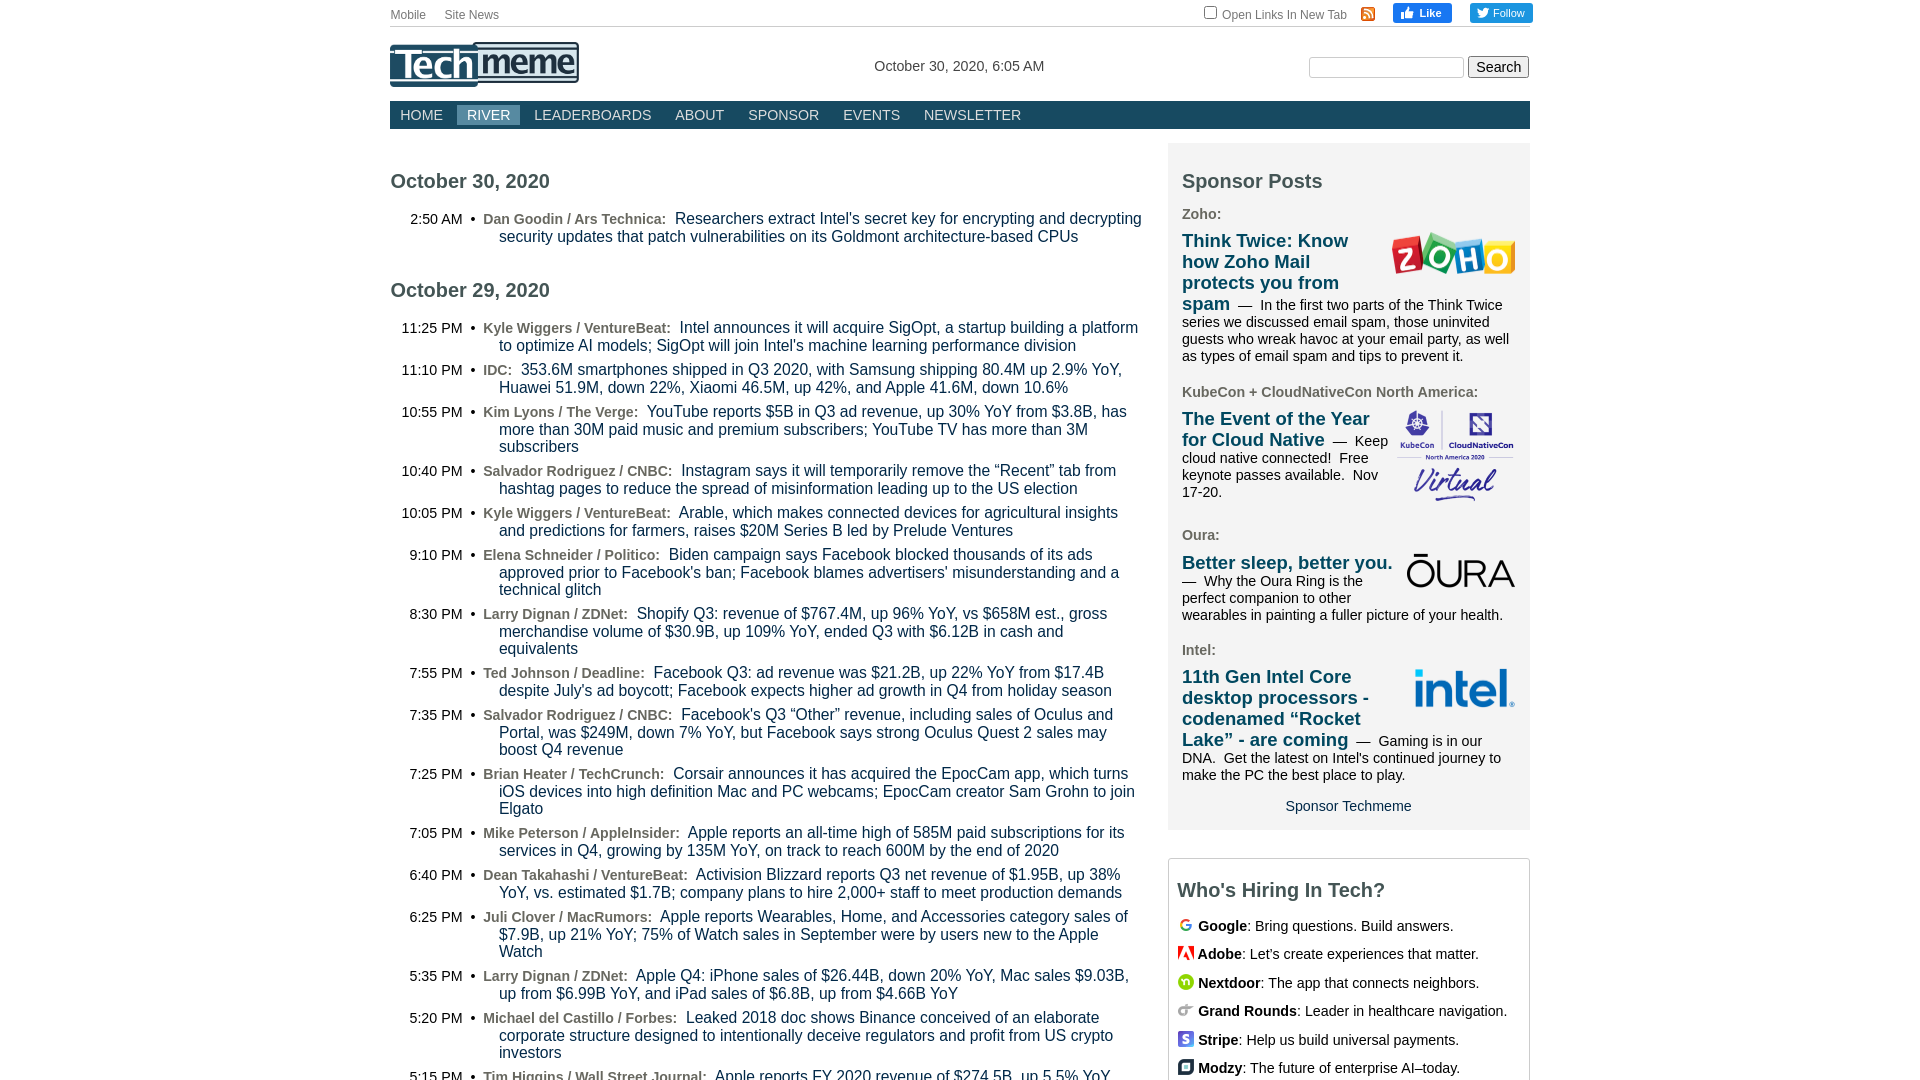 Mobile Site News Open Links In New Tab Like Follow
Techmeme
October 30, 2020, 6:05 AM
Search
HOME RIVER LEADERBOARDS ABOUT SPONSOR EVENTS NEWSLETTER
October 30, 2020
2:50 AM • Dan Goodin / Ars Technica: Researchers extract Intel's secret key for encrypting and decrypting
security updates that patch vulnerabilities on its Goldmont architecture-based CPUs
October 29, 2020
11:25 PM • Kyle Wiggers / VentureBeat: Intel announces it will acquire SigOpt, a startup building a platform
to optimize AI models; SigOpt will join Intel's machine learning performance division
11:10 PM • IDC: 353.6M smartphones shipped in Q3 2020, with Samsung shipping 80.4M up 2.9% YoY,
Huawei 51.9M, down 22%, Xiaomi 46.5M, up 42%, and Apple 41.6M, down 10.6%
10:55 PM • Kim Lyons / The Verge: YouTube reports $5B in Q3 ad revenue, up 30% YoY from $3.8B, has
more than 30M paid music and premium subscribers; YouTube TV has more than 3M
subscribers
10:40 PM • Salvador Rodriguez / CNBC: Instagram says it will temporarily remove the “Recent” tab from
hashtag pages to reduce the spread of misinformation leading up to the US election
10:05 PM • Kyle Wiggers / VentureBeat: Arable, which makes connected devices for agricultural insights
and predictions for farmers, raises $20M Series B led by Prelude Ventures
9:10 PM • Elena Schneider / Politico: Biden campaign says Facebook blocked thousands of its ads
approved prior to Facebook's ban; Facebook blames advertisers' misunderstanding and a
technical glitch
8:30 PM • Larry Dignan / ZDNet: Shopify Q3: revenue of $767.4M, up 96% YoY, vs $658M est., gross
merchandise volume of $30.9B, up 109% YoY, ended Q3 with $6.12B in cash and
equivalents
7:55 PM • Ted Johnson / Deadline: Facebook Q3: ad revenue was $21.2B, up 22% YoY from $17.4B
despite July's ad boycott; Facebook expects higher ad growth in Q4 from holiday season
7:35 PM • Salvador Rodriguez / CNBC: Facebook's Q3 “Other” revenue, including sales of Oculus and
Portal, was $249M, down 7% YoY, but Facebook says strong Oculus Quest 2 sales may
boost Q4 revenue
7:25 PM • Brian Heater / TechCrunch: Corsair announces it has acquired the EpocCam app, which turns
iOS devices into high definition Mac and PC webcams; EpocCam creator Sam Grohn to join
Elgato
7:05 PM • Mike Peterson / AppleInsider: Apple reports an all-time high of 585M paid subscriptions for its
services in Q4, growing by 135M YoY, on track to reach 600M by the end of 2020
6:40 PM • Dean Takahashi / VentureBeat: Activision Blizzard reports Q3 net revenue of $1.95B, up 38%
YoY, vs. estimated $1.7B; company plans to hire 2,000+ staff to meet production demands
6:25 PM • Juli Clover / MacRumors: Apple reports Wearables, Home, and Accessories category sales of
$7.9B, up 21% YoY; 75% of Watch sales in September were by users new to the Apple
Watch
5:35 PM • Larry Dignan / ZDNet: Apple Q4: iPhone sales of $26.44B, down 20% YoY, Mac sales $9.03B,
up from $6.99B YoY, and iPad sales of $6.8B, up from $4.66B YoY
5:20 PM • Michael del Castillo / Forbes: Leaked 2018 doc shows Binance conceived of an elaborate
corporate structure designed to intentionally deceive regulators and profit from US crypto
investors
5:15 PM • Tim Higgins / Wall Street Journal: Apple reports FY 2020 revenue of $274.5B, up 5.5% YoY
Sponsor Posts
Zoho:
ZOHO
Think Twice: Know
how Zoho Mail
protects you from
spam — In the first two parts of the Think Twice
series we discussed email spam, those uninvited
guests who wreak havoc at your email party, as well
as types of email spam and tips to prevent it.
KubeCon + CloudNativeCon North America:
The Event of the Year
for Cloud Native — Keep
cloud native connected! Free
keynote passes available. Nov
17-20.
KubeCon CloudNativeCon
North America 2020
Virtual
Oura:
Better sleep, better you.
— Why the Oura Ring is the
perfect companion to other
wearables in painting a fuller picture of your health.
ŌURA
Intel:
11th Gen Intel Core
desktop processors -
codenamed “Rocket
Lake” - are coming — Gaming is in our
DNA. Get the latest on Intel's continued journey to
make the PC the best place to play.
intel®
Sponsor Techmeme
Who's Hiring In Tech?
Google: Bring questions. Build answers.
Adobe: Let’s create experiences that matter.
Nextdoor: The app that connects neighbors.
Grand Rounds: Leader in healthcare navigation.
Stripe: Help us build universal payments.
Modzy: The future of enterprise AI–today.